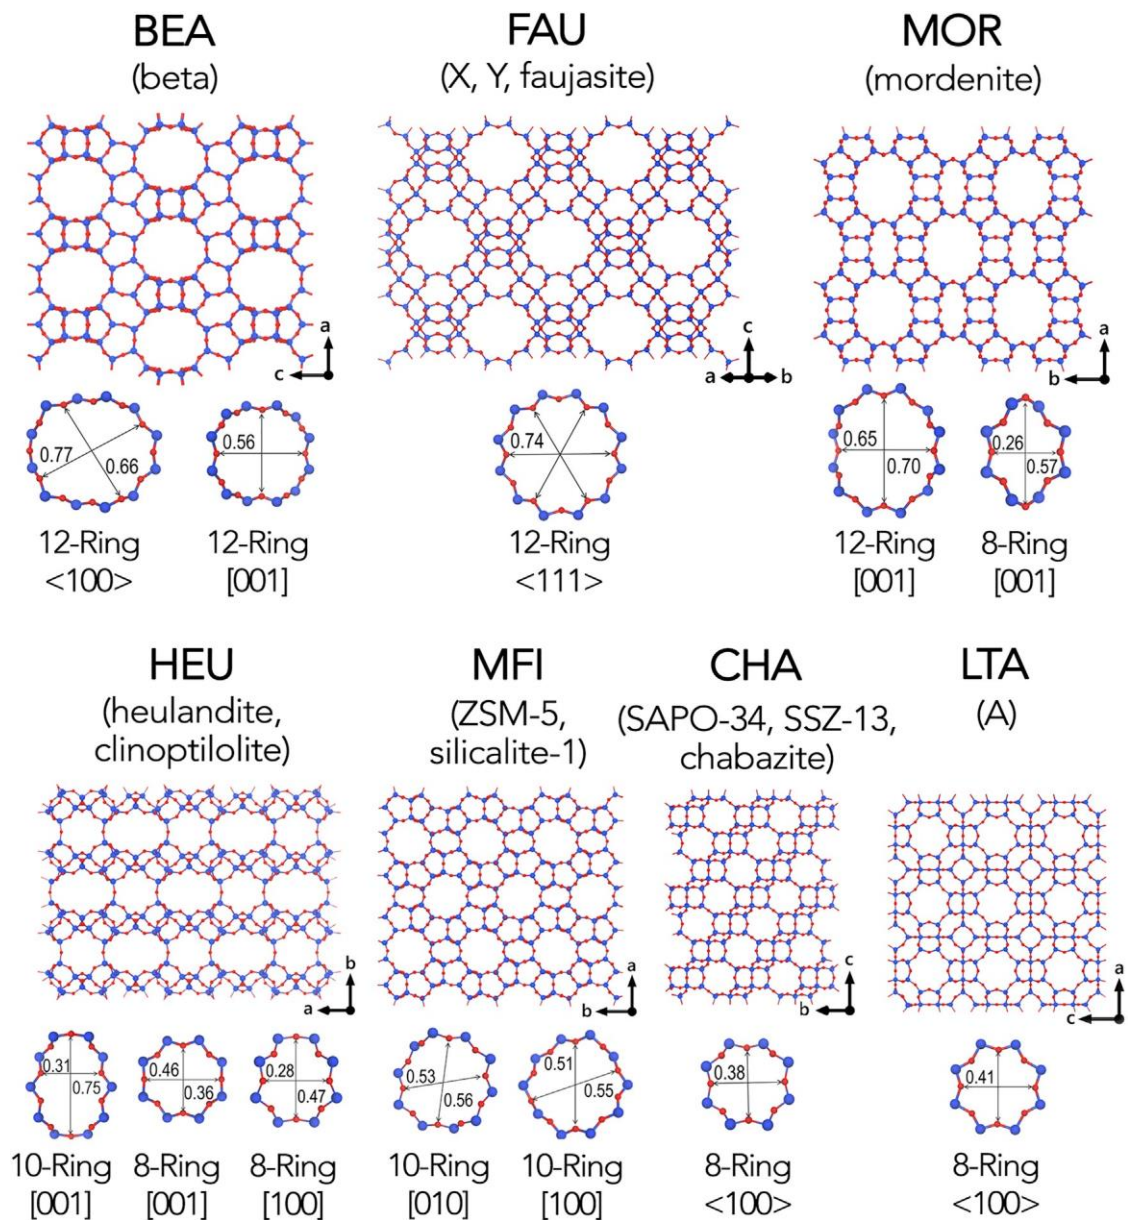 BEA
(beta)
a
c
0.77
0.66
12-Ring
<100>
0.56
12-Ring
[001]
FAU
(X, Y, faujasite)
c
a
b
0.74
12-Ring
<111>
MOR
(mordenite)
a
b
0.65
0.70
12-Ring
[001]
0.26
0.57
8-Ring
[001]
HEU
(heulandite,
clinoptilolite)
b
a
0.31
0.75
10-Ring
[001]
0.46
0.36
8-Ring
[001]
0.28
0.47
8-Ring
[100]
MFI
(ZSM-5,
silicalite-1)
a
b
0.53
0.56
10-Ring
[010]
0.51
0.55
10-Ring
[100]
CHA
(SAPO-34, SSZ-13,
chabazite)
c
b
0.38
8-Ring
<100>
LTA
(A)
a
c
0.41
8-Ring
<100>